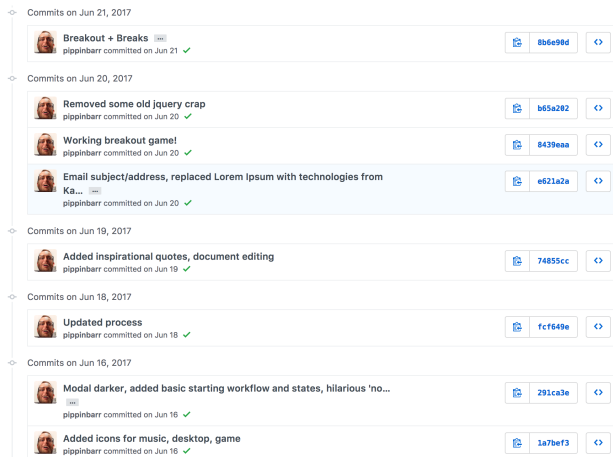 Commits on Jun 21, 2017
Breakout + Breaks …
pippinbarr committed on Jun 21
8b6e90d
Commits on Jun 20, 2017
Removed some old jquery crap
pippinbarr committed on Jun 20
b65a202
Working breakout game!
pippinbarr committed on Jun 20
8439eaa
Email subject/address, replaced Lorem Ipsum with technologies from
Ka… …
pippinbarr committed on Jun 20
e621a2a
Commits on Jun 19, 2017
Added inspirational quotes, document editing
pippinbarr committed on Jun 19
74855cc
Commits on Jun 18, 2017
Updated process
pippinbarr committed on Jun 18
fcf649e
Commits on Jun 16, 2017
Modal darker, added basic starting workflow and states, hilarious 'no…
…
pippinbarr committed on Jun 16
291ca3e
Added icons for music, desktop, game
pippinbarr committed on Jun 16
1a7bef3